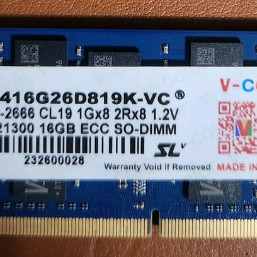 416G26D819K-VC ®
-2666 CL19 1Gx8 2Rx8 1.2V
21300 16GB ECC SO-DIMM
232600028
SL
Warranty Void If Removed
V-Co
MADE IN